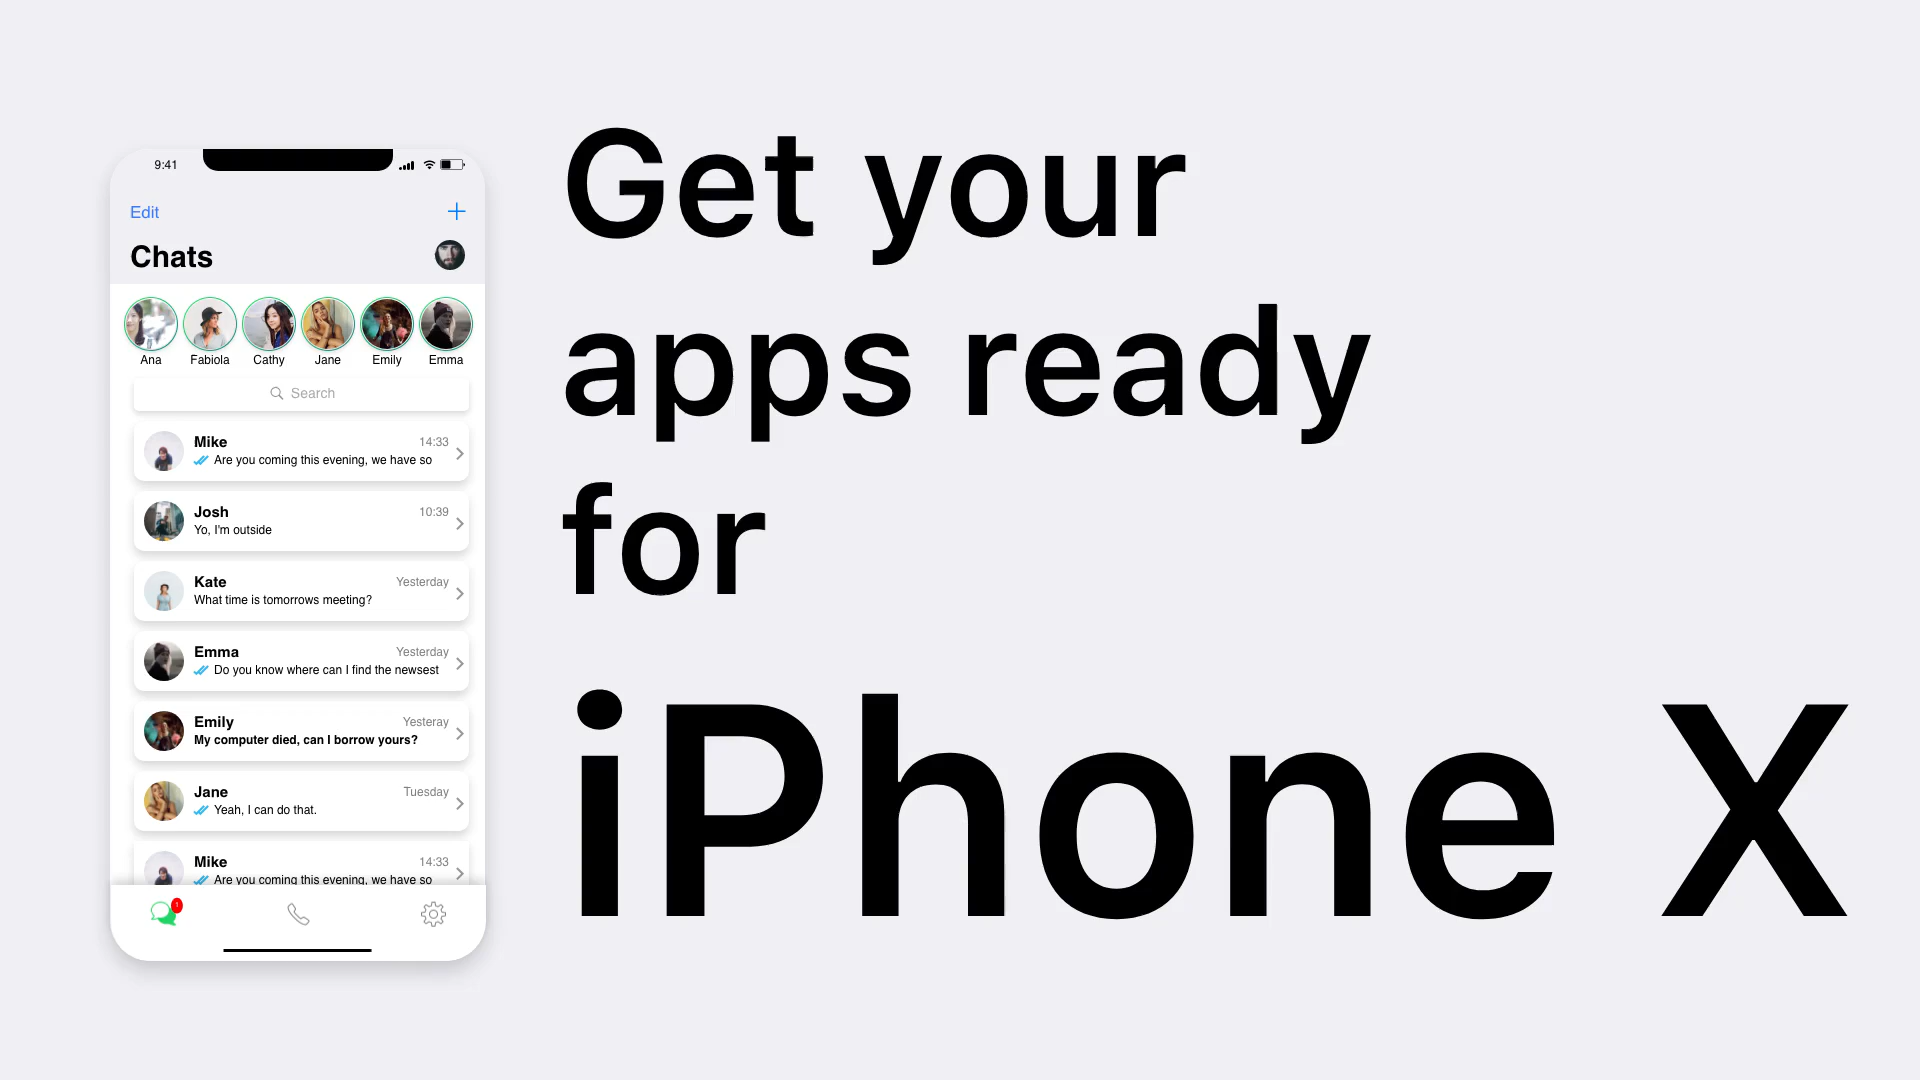 9:41
Edit
Chats
Ana Fabiola Cathy Jane Emily Emma
Search
Mike 14:33
Are you coming this evening, we have so
Josh 10:39
Yo, I'm outside
Kate Yesterday
What time is tomorrows meeting?
Emma Yesterday
Do you know where can I find the newsest
Emily Yesteray
My computer died, can I borrow yours?
Jane Tuesday
Yeah, I can do that.
Mike 14:33
Are you coming this evening, we have so
1
Get your
apps ready
for
iPhone X